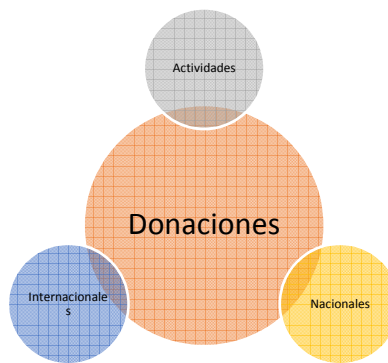 Actividades
Donaciones
Internacionale
s
Nacionales